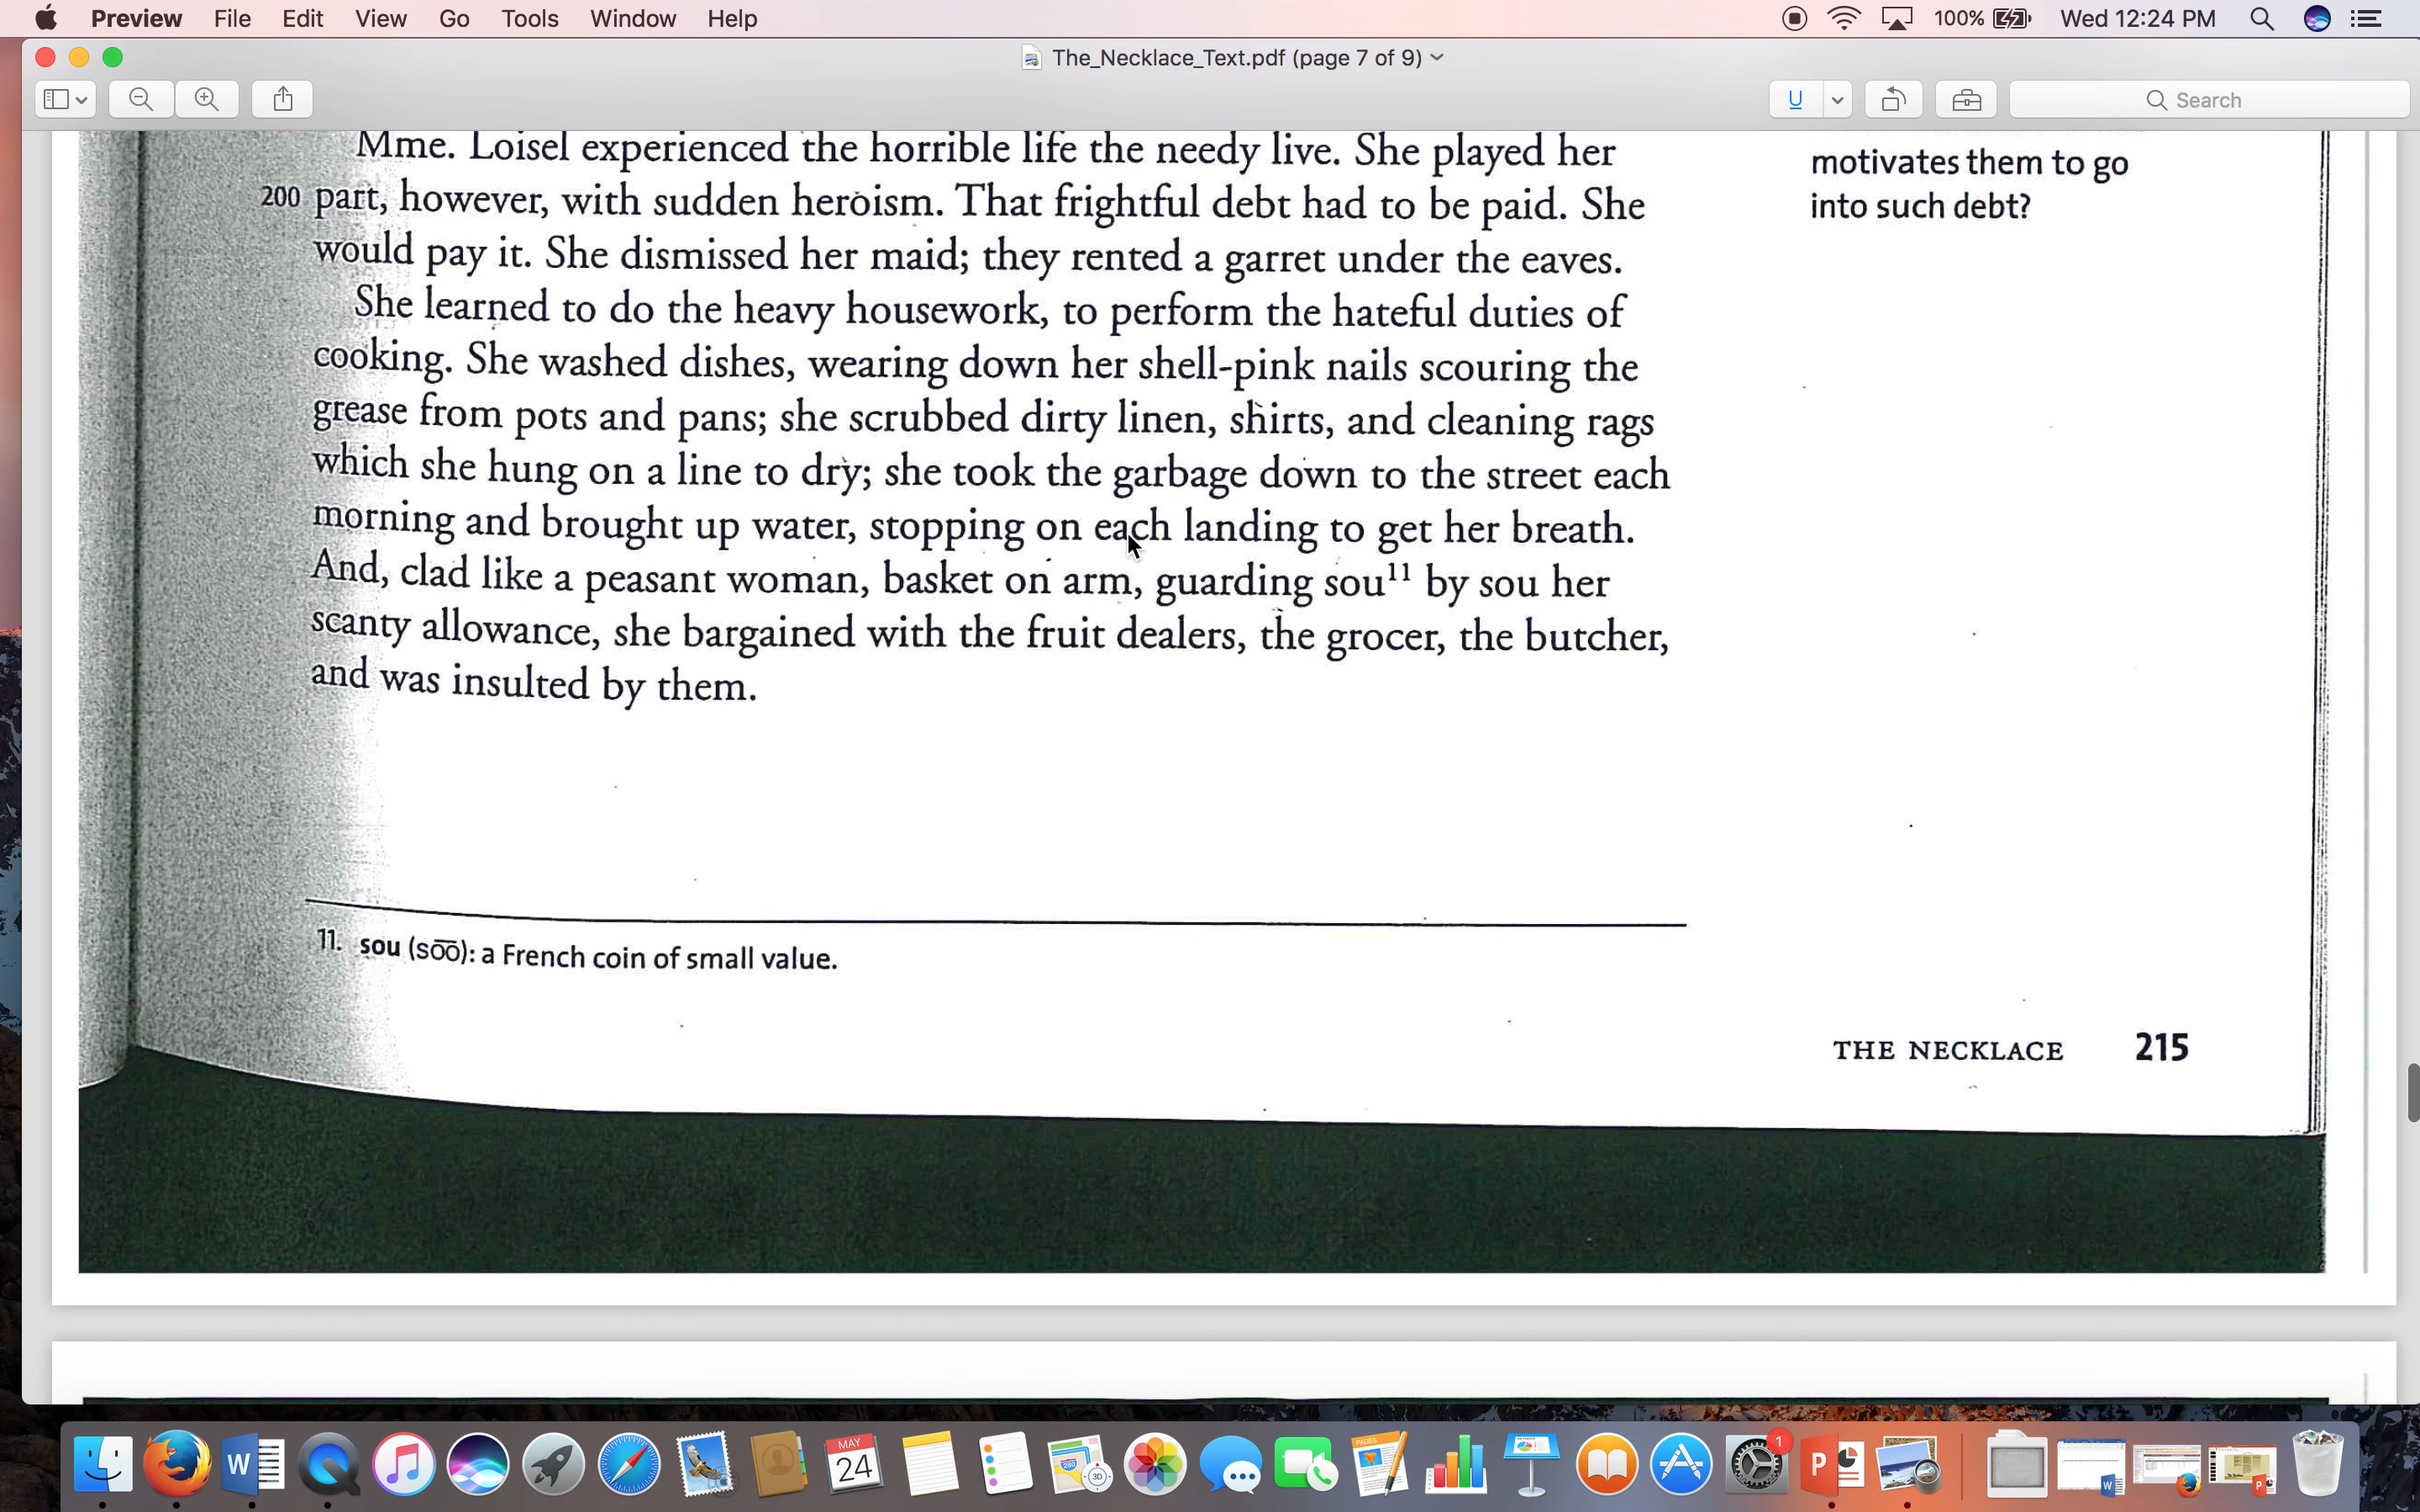 Preview File Edit View Go Tools Window Help 100% Wed 12:24 PM
The_Necklace_Text.pdf (page 7 of 9)
U Search
Mme. Loisel experienced the horrible life the needy live. She played her
200 part, however, with sudden heroism. That frightful debt had to be paid. She
would pay it. She dismissed her maid; they rented a garret under the eaves.
She learned to do the heavy housework, to perform the hateful duties of
cooking. She washed dishes, wearing down her shell-pink nails scouring the
grease from pots and pans; she scrubbed dirty linen, shirts, and cleaning rags
which she hung on a line to dry; she took the garbage down to the street each
morning and brought up water, stopping on each landing to get her breath.
And, clad like a peasant woman, basket on arm, guarding sou¹¹ by sou her
scanty allowance, she bargained with the fruit dealers, the grocer, the butcher,
and was insulted by them.
motivates them to go
into such debt?
11. sou (so͞o): a French coin of small value.
THE NECKLACE 215
W MAY 24 280 3D PAGES 1 P W P